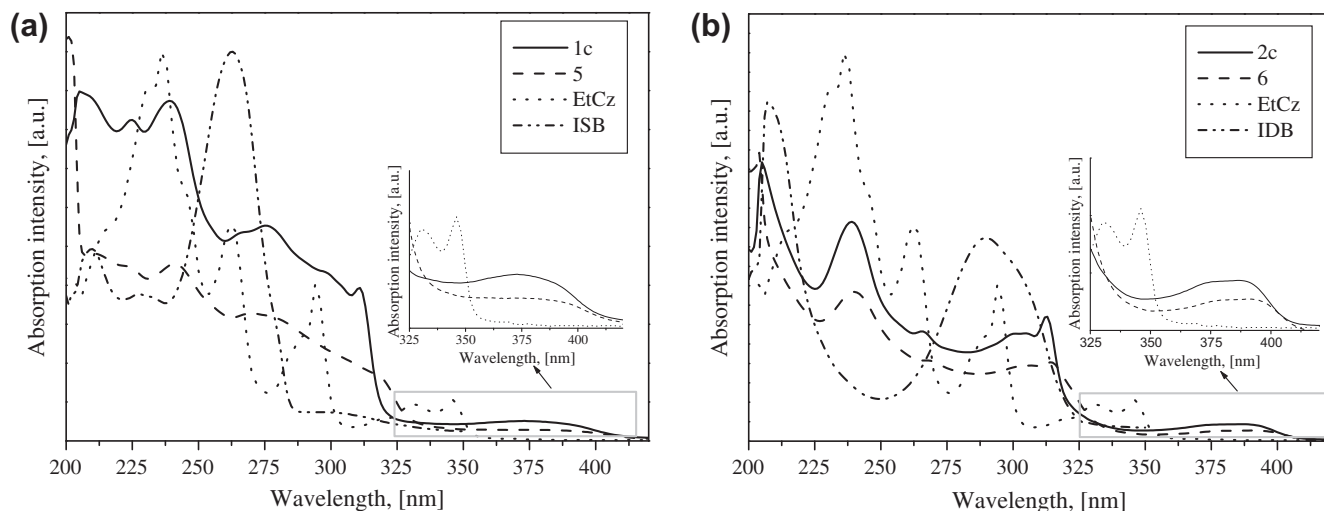 (a)
1c
5
EtCz
ISB
Absorption intensity, [a.u.]
Absorption intensity, [a.u.]
325 350 375 400
Wavelength, [nm]
200 225 250 275 300 325 350 375 400
Wavelength, [nm]
(b)
2c
6
EtCz
IDB
Absorption intensity, [a.u.]
Absorption intensity, [a.u.]
325 350 375 400
Wavelength, [nm]
200 225 250 275 300 325 350 375 400
Wavelength, [nm]